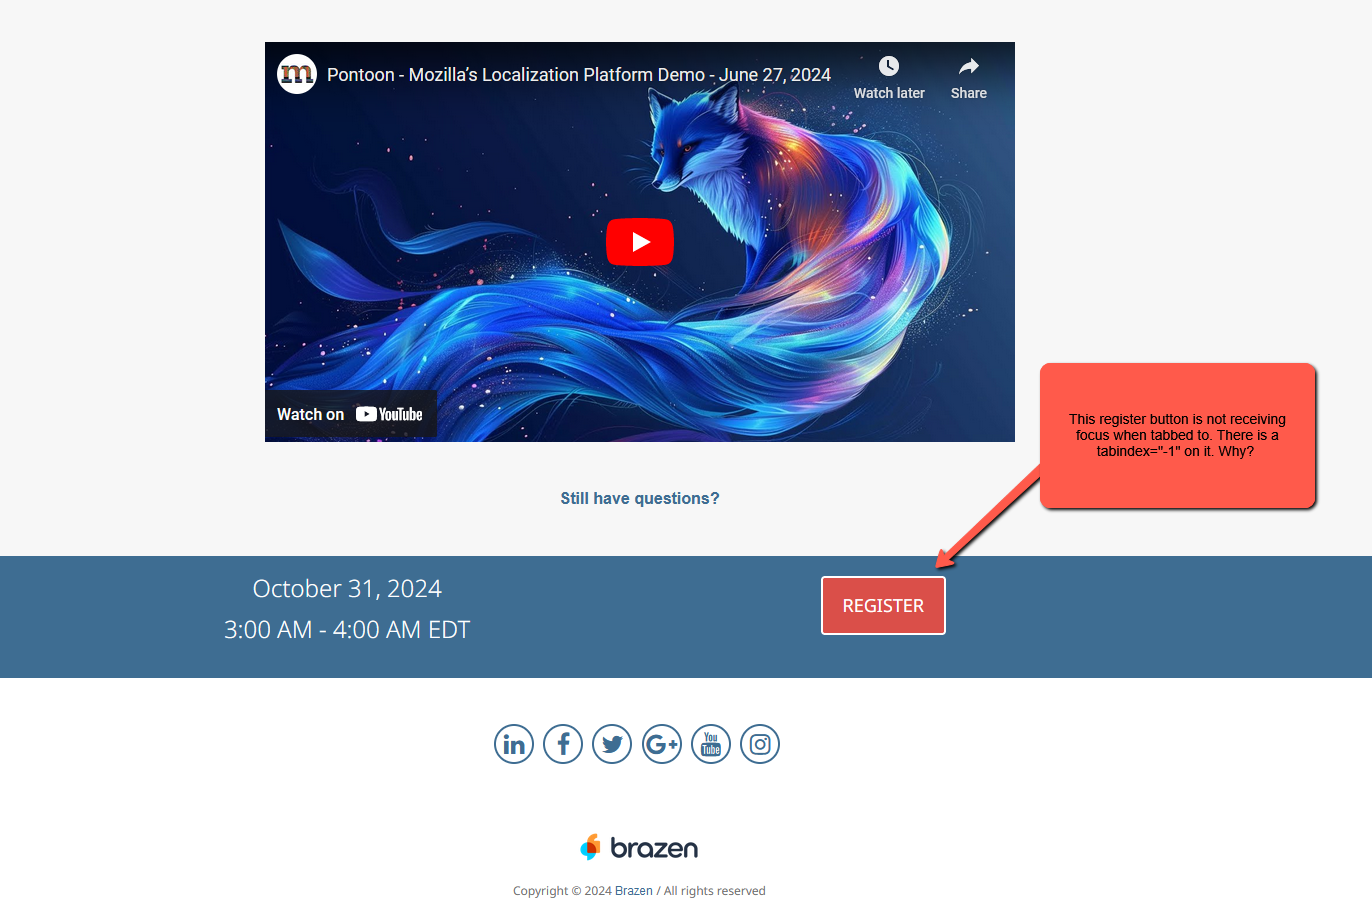 m
Pontoon - Mozilla’s Localization Platform Demo - June 27, 2024
Watch later
Share
Watch on YouTube
This register button is not receiving
focus when tabbed to. There is a
tabindex="-1" on it. Why?
Still have questions?
October 31, 2024
3:00 AM - 4:00 AM EDT
REGISTER
in f G+ You Tube
brazen
Copyright © 2024 Brazen / All rights reserved